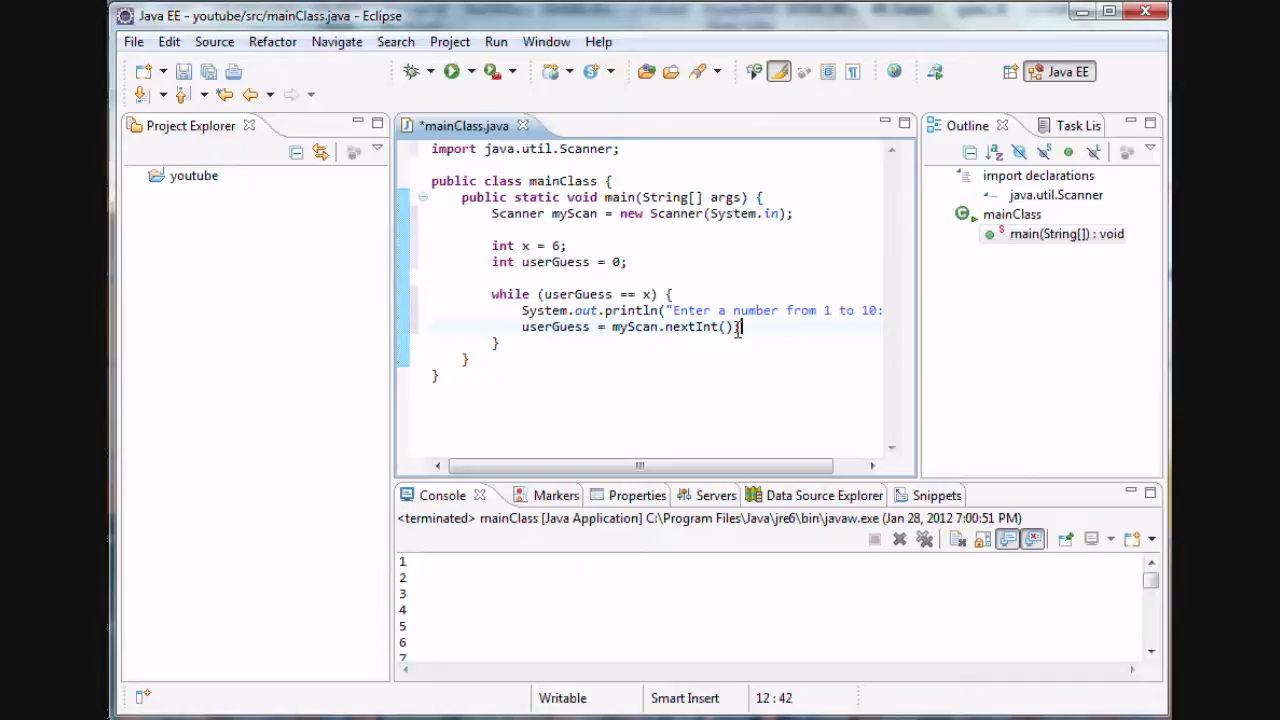 Java EE - youtube/src/mainClass.java - Eclipse
File Edit Source Refactor Navigate Search Project Run Window Help
Java EE
Project Explorer
youtube
*mainClass.java
import java.util.Scanner;
public class mainClass {
public static void main(String[] args) {
Scanner myScan = new Scanner(System.in);
int x = 6;
int userGuess = 0;
while (userGuess == x) {
System.out.println("Enter a number from 1 to 10:
userGuess = myScan.nextInt();
}
}
}
Outline Task Lis
import declarations
java.util.Scanner
mainClass
main(String[]) : void
Console Markers Properties Servers Data Source Explorer Snippets
<terminated> mainClass [Java Application] C:\Program Files\Java\jre6\bin\javaw.exe (Jan 28, 2012 7:00:51 PM)
1
2
3
4
5
6
7
Writable Smart Insert 12 : 42